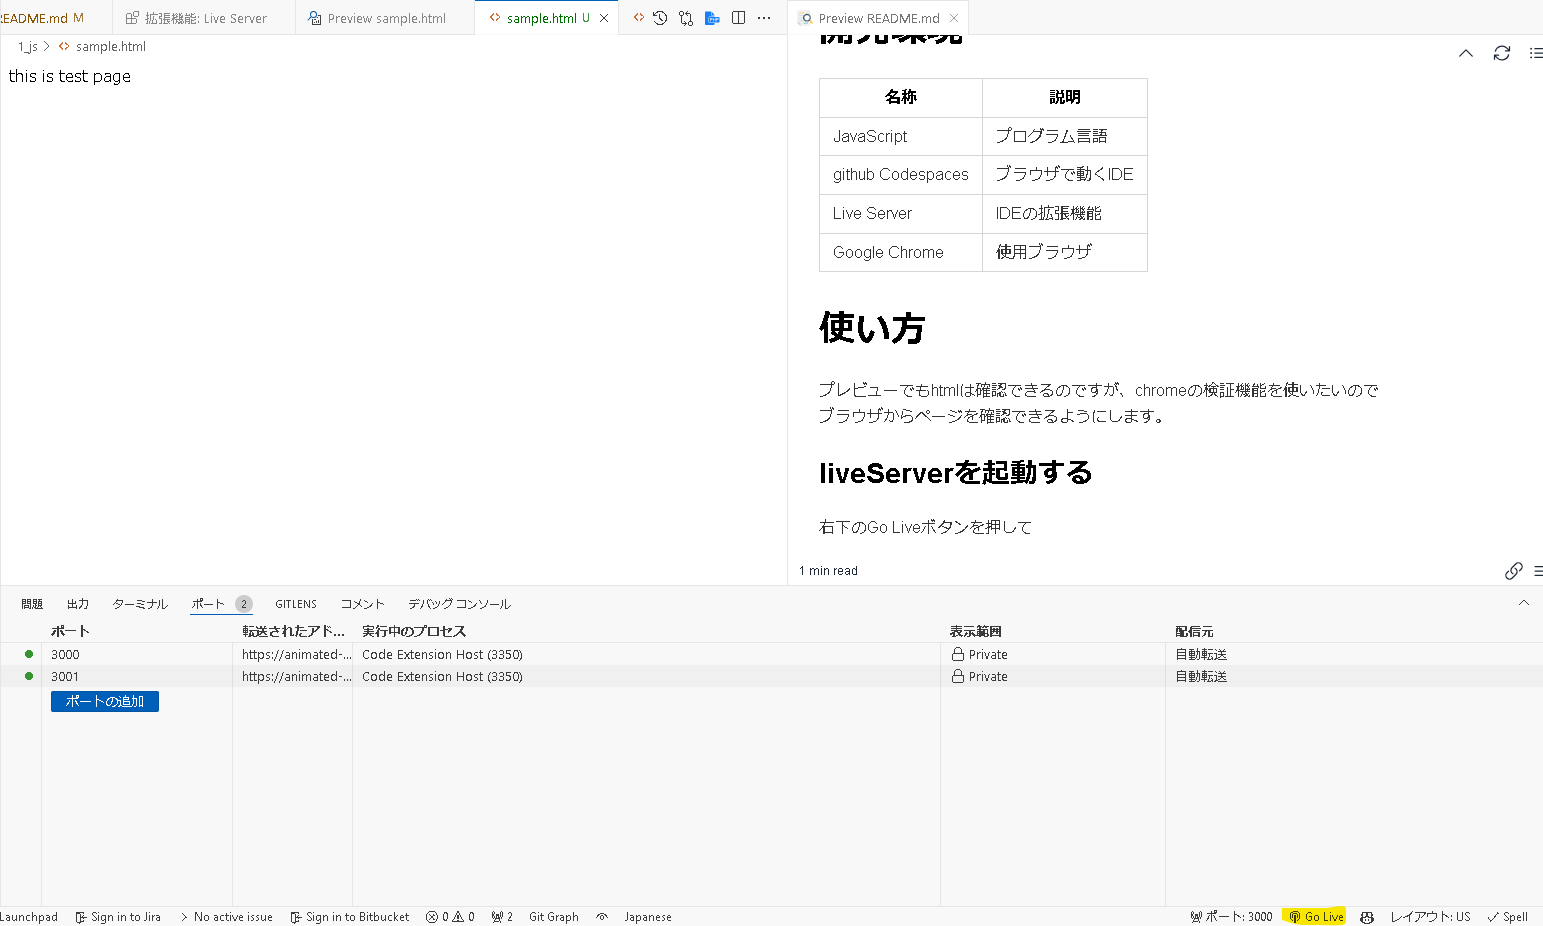 README.md M
拡張機能: Live Server
Preview sample.html
sample.html U
Preview README.md
1_js > sample.html
this is test page
開発環境
名称 説明
JavaScript プログラム言語
github Codespaces ブラウザで動くIDE
Live Server IDEの拡張機能
Google Chrome 使用ブラウザ
使い方
プレビューでもhtmlは確認できるのですが、chromeの検証機能を使いたいので
ブラウザからページを確認できるようにします。
liveServerを起動する
右下のGo Liveボタンを押して
1 min read
問題 出力 ターミナル ポート 2 GITLENS コメント デバッグ コンソール
ポート 転送されたアド... 実行中のプロセス 表示範囲 配信元
3000 https://animated-... Code Extension Host (3350) Private 自動転送
3001 https://animated-... Code Extension Host (3350) Private 自動転送
ポートの追加
Launchpad Sign in to Jira No active issue Sign in to Bitbucket 0 0 2 Git Graph Japanese ポート: 3000 Go Live レイアウト: US Spell